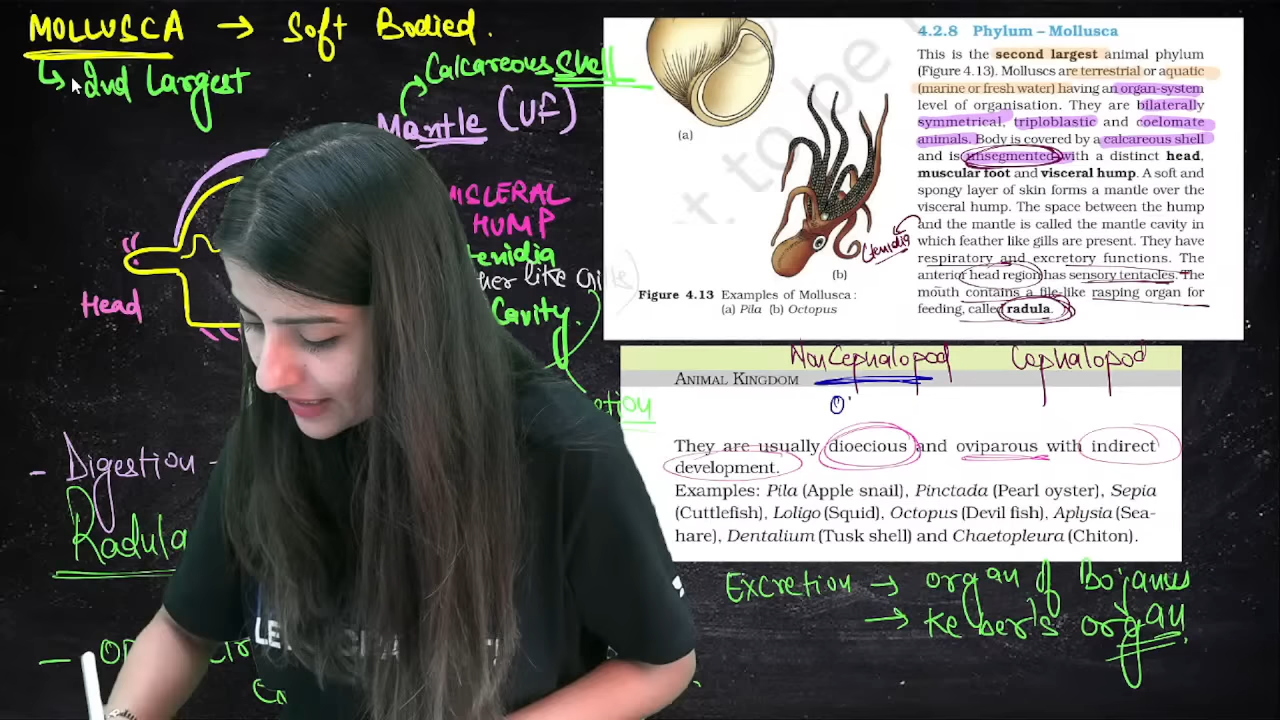 MOLLUSCA → Soft Bodied.
↳ 2nd Largest
Calcareous Shell
Mantle (UF)
VISCERAL
HUMP
Head
Cavity.
- Digestion -
Radula
4.2.8 Phylum – Mollusca
This is the second largest animal phylum
(Figure 4.13). Molluscs are terrestrial or aquatic
(marine or fresh water) having an organ-system
level of organisation. They are bilaterally
symmetrical, triploblastic and coelomate
animals. Body is covered by a calcareous shell
and is unsegmented with a distinct head,
muscular foot and visceral hump. A soft and
spongy layer of skin forms a mantle over the
visceral hump. The space between the hump
and the mantle is called the mantle cavity in
which feather like gills are present. They have
respiratory and excretory functions. The
anterior head region has sensory tentacles. The
mouth contains a file-like rasping organ for
feeding, called radula.
Ctenidia
(a)
(b)
Figure 4.13 Examples of Mollusca :
(a) Pila (b) Octopus
NonCephalopod Cephalopod
ANIMAL KINGDOM
They are usually dioecious and oviparous with indirect
development.
Examples: Pila (Apple snail), Pinctada (Pearl oyster), Sepia
(Cuttlefish), Loligo (Squid), Octopus (Devil fish), Aplysia (Sea-
hare), Dentalium (Tusk shell) and Chaetopleura (Chiton).
Excretion → organ of Bojanus
→ Keber's organ